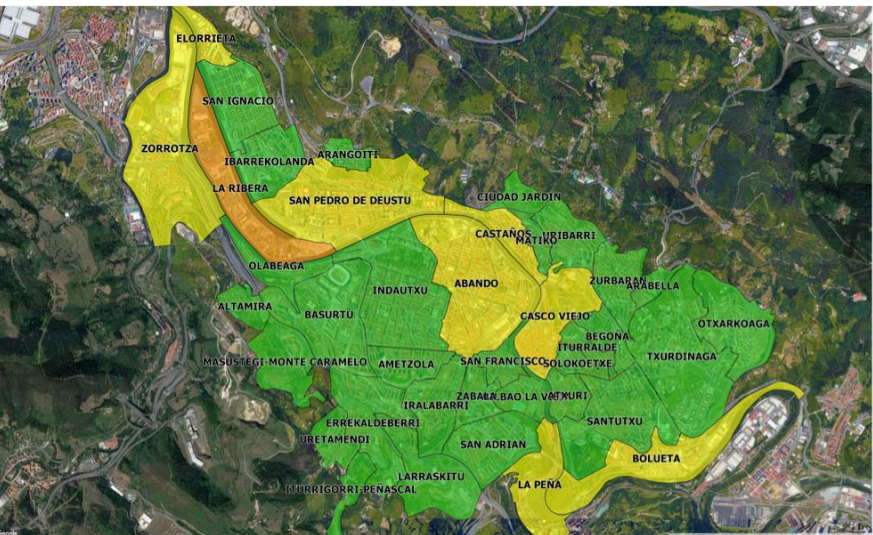 ELORRIETA
SAN IGNACIO
ZORROTZA
IBARREKOLANDA
ARANGOITI
LA RIBERA
SAN PEDRO DE DEUSTU
CIUDAD JARDIN
CASTAÑOS
MATIKO
URIBARRI
OLABEAGA
ABANDO
ZURBARAN
ARABELLA
INDAUTXU
ALTAMIRA
BASURTU
CASCO VIEJO
OTXARKOAGA
BEGOÑA
ITURRALDE
TXURDINAGA
MASUSTEGI-MONTE CARAMELO
AMETZOLA
SAN FRANCISCO
SOLOKOETXE
ZABALA
BILBAO LA VIEJA
ATXURI
IRALABARRI
ERREKALDEBERRI
SANTUTXU
URETAMENDI
SAN ADRIAN
BOLUETA
LARRASKITU
LA PEÑA
ITURRIGORRI-PEÑASCAL